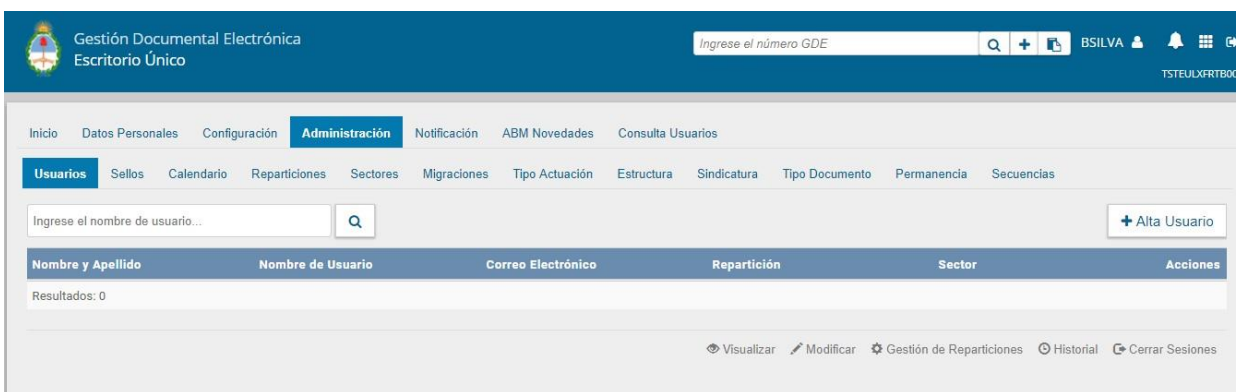 Gestión Documental Electrónica
Escritorio Único
Ingrese el número GDE
BSILVA
TSTEULXFRTB00
Inicio Datos Personales Configuración Administración Notificación ABM Novedades Consulta Usuarios
Usuarios Sellos Calendario Reparticiones Sectores Migraciones Tipo Actuación Estructura Sindicatura Tipo Documento Permanencia Secuencias
Ingrese el nombre de usuario... + Alta Usuario
Nombre y Apellido Nombre de Usuario Correo Electrónico Repartición Sector Acciones
Resultados: 0
Visualizar Modificar Gestión de Reparticiones Historial Cerrar Sesiones